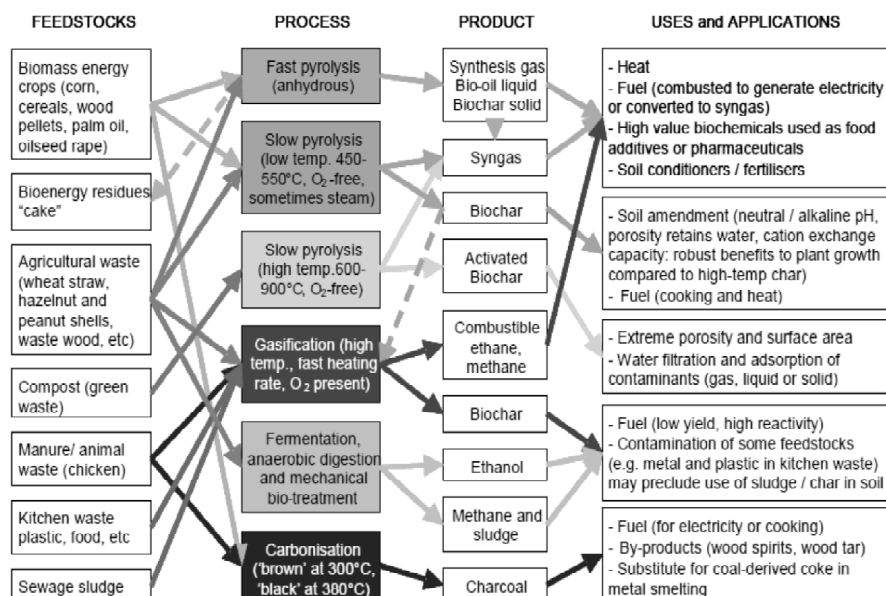 FEEDSTOCKS
PROCESS
PRODUCT
USES and APPLICATIONS
Biomass energy
crops (corn,
cereals, wood
pellets, palm oil,
oilseed rape)
Bioenergy residues
“cake”
Agricultural waste
(wheat straw,
hazelnut and
peanut shells,
waste wood, etc)
Compost (green
waste)
Manure/ animal
waste (chicken)
Kitchen waste
plastic, food, etc
Sewage sludge
Fast pyrolysis
(anhydrous)
Slow pyrolysis
(low temp. 450-
550°C, O₂-free,
sometimes steam)
Slow pyrolysis
(high temp.600-
900°C, O₂-free)
Gasification (high
temp., fast heating
rate, O₂ present)
Fermentation,
anaerobic digestion
and mechanical
bio-treatment
Carbonisation
(‘brown’ at 300°C,
‘black’ at 380°C)
Synthesis gas
Bio-oil liquid
Biochar solid
Syngas
Biochar
Activated
Biochar
Combustible
ethane,
methane
Biochar
Ethanol
Methane and
sludge
Charcoal
- Heat
- Fuel (combusted to generate electricity
or converted to syngas)
- High value biochemicals used as food
additives or pharmaceuticals
- Soil conditioners / fertilisers
- Soil amendment (neutral / alkaline pH,
porosity retains water, cation exchange
capacity: robust benefits to plant growth
compared to high-temp char)
- Fuel (cooking and heat)
- Extreme porosity and surface area
- Water filtration and adsorption of
contaminants (gas, liquid or solid)
- Fuel (low yield, high reactivity)
- Contamination of some feedstocks
(e.g. metal and plastic in kitchen waste)
may preclude use of sludge / char in soil
- Fuel (for electricity or cooking)
- By-products (wood spirits, wood tar)
- Substitute for coal-derived coke in
metal smelting